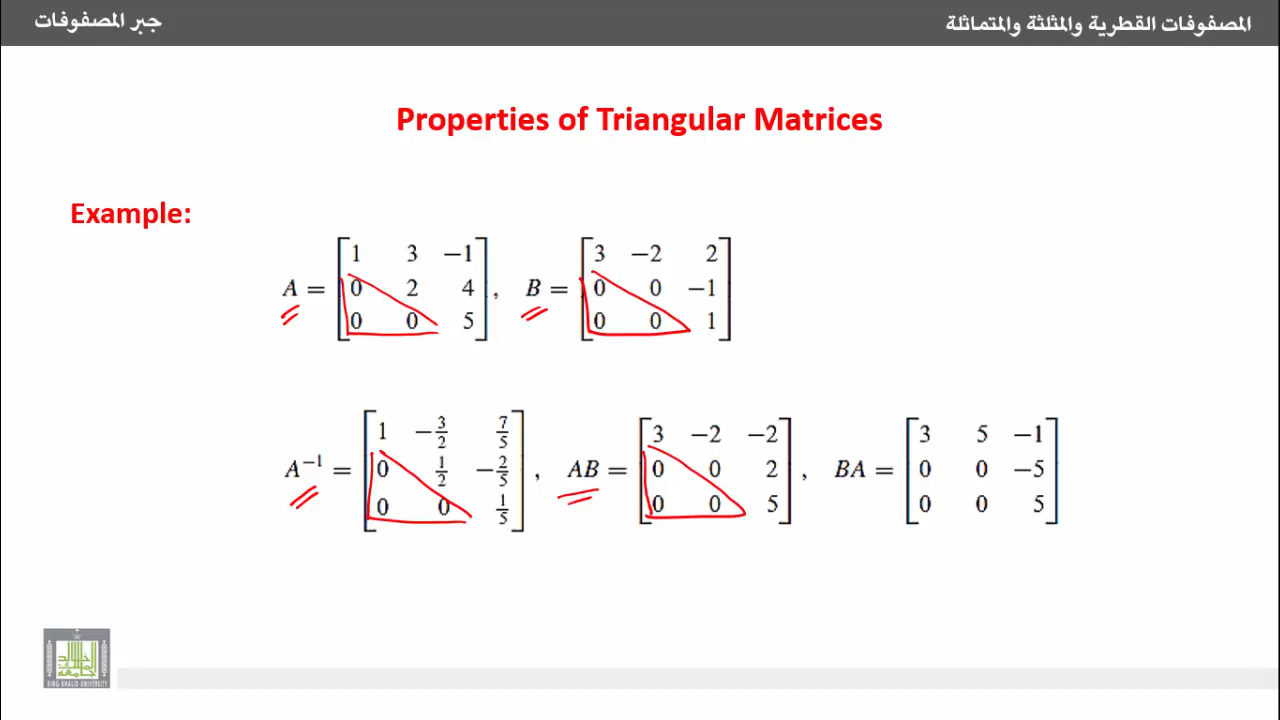 المصفوفات القطرية والمثلثة والمتماثلة
جبر المصفوفات
Properties of Triangular Matrices
Example:
A = [1 3 −1; 0 2 4; 0 0 5], B = [3 −2 2; 0 0 −1; 0 0 1]
A⁻¹ = [1 −3/2 7/5; 0 1/2 −2/5; 0 0 1/5], AB = [3 −2 −2; 0 0 2; 0 0 5], BA = [3 5 −1; 0 0 −5; 0 0 5]
KING KHALID UNIVERSITY